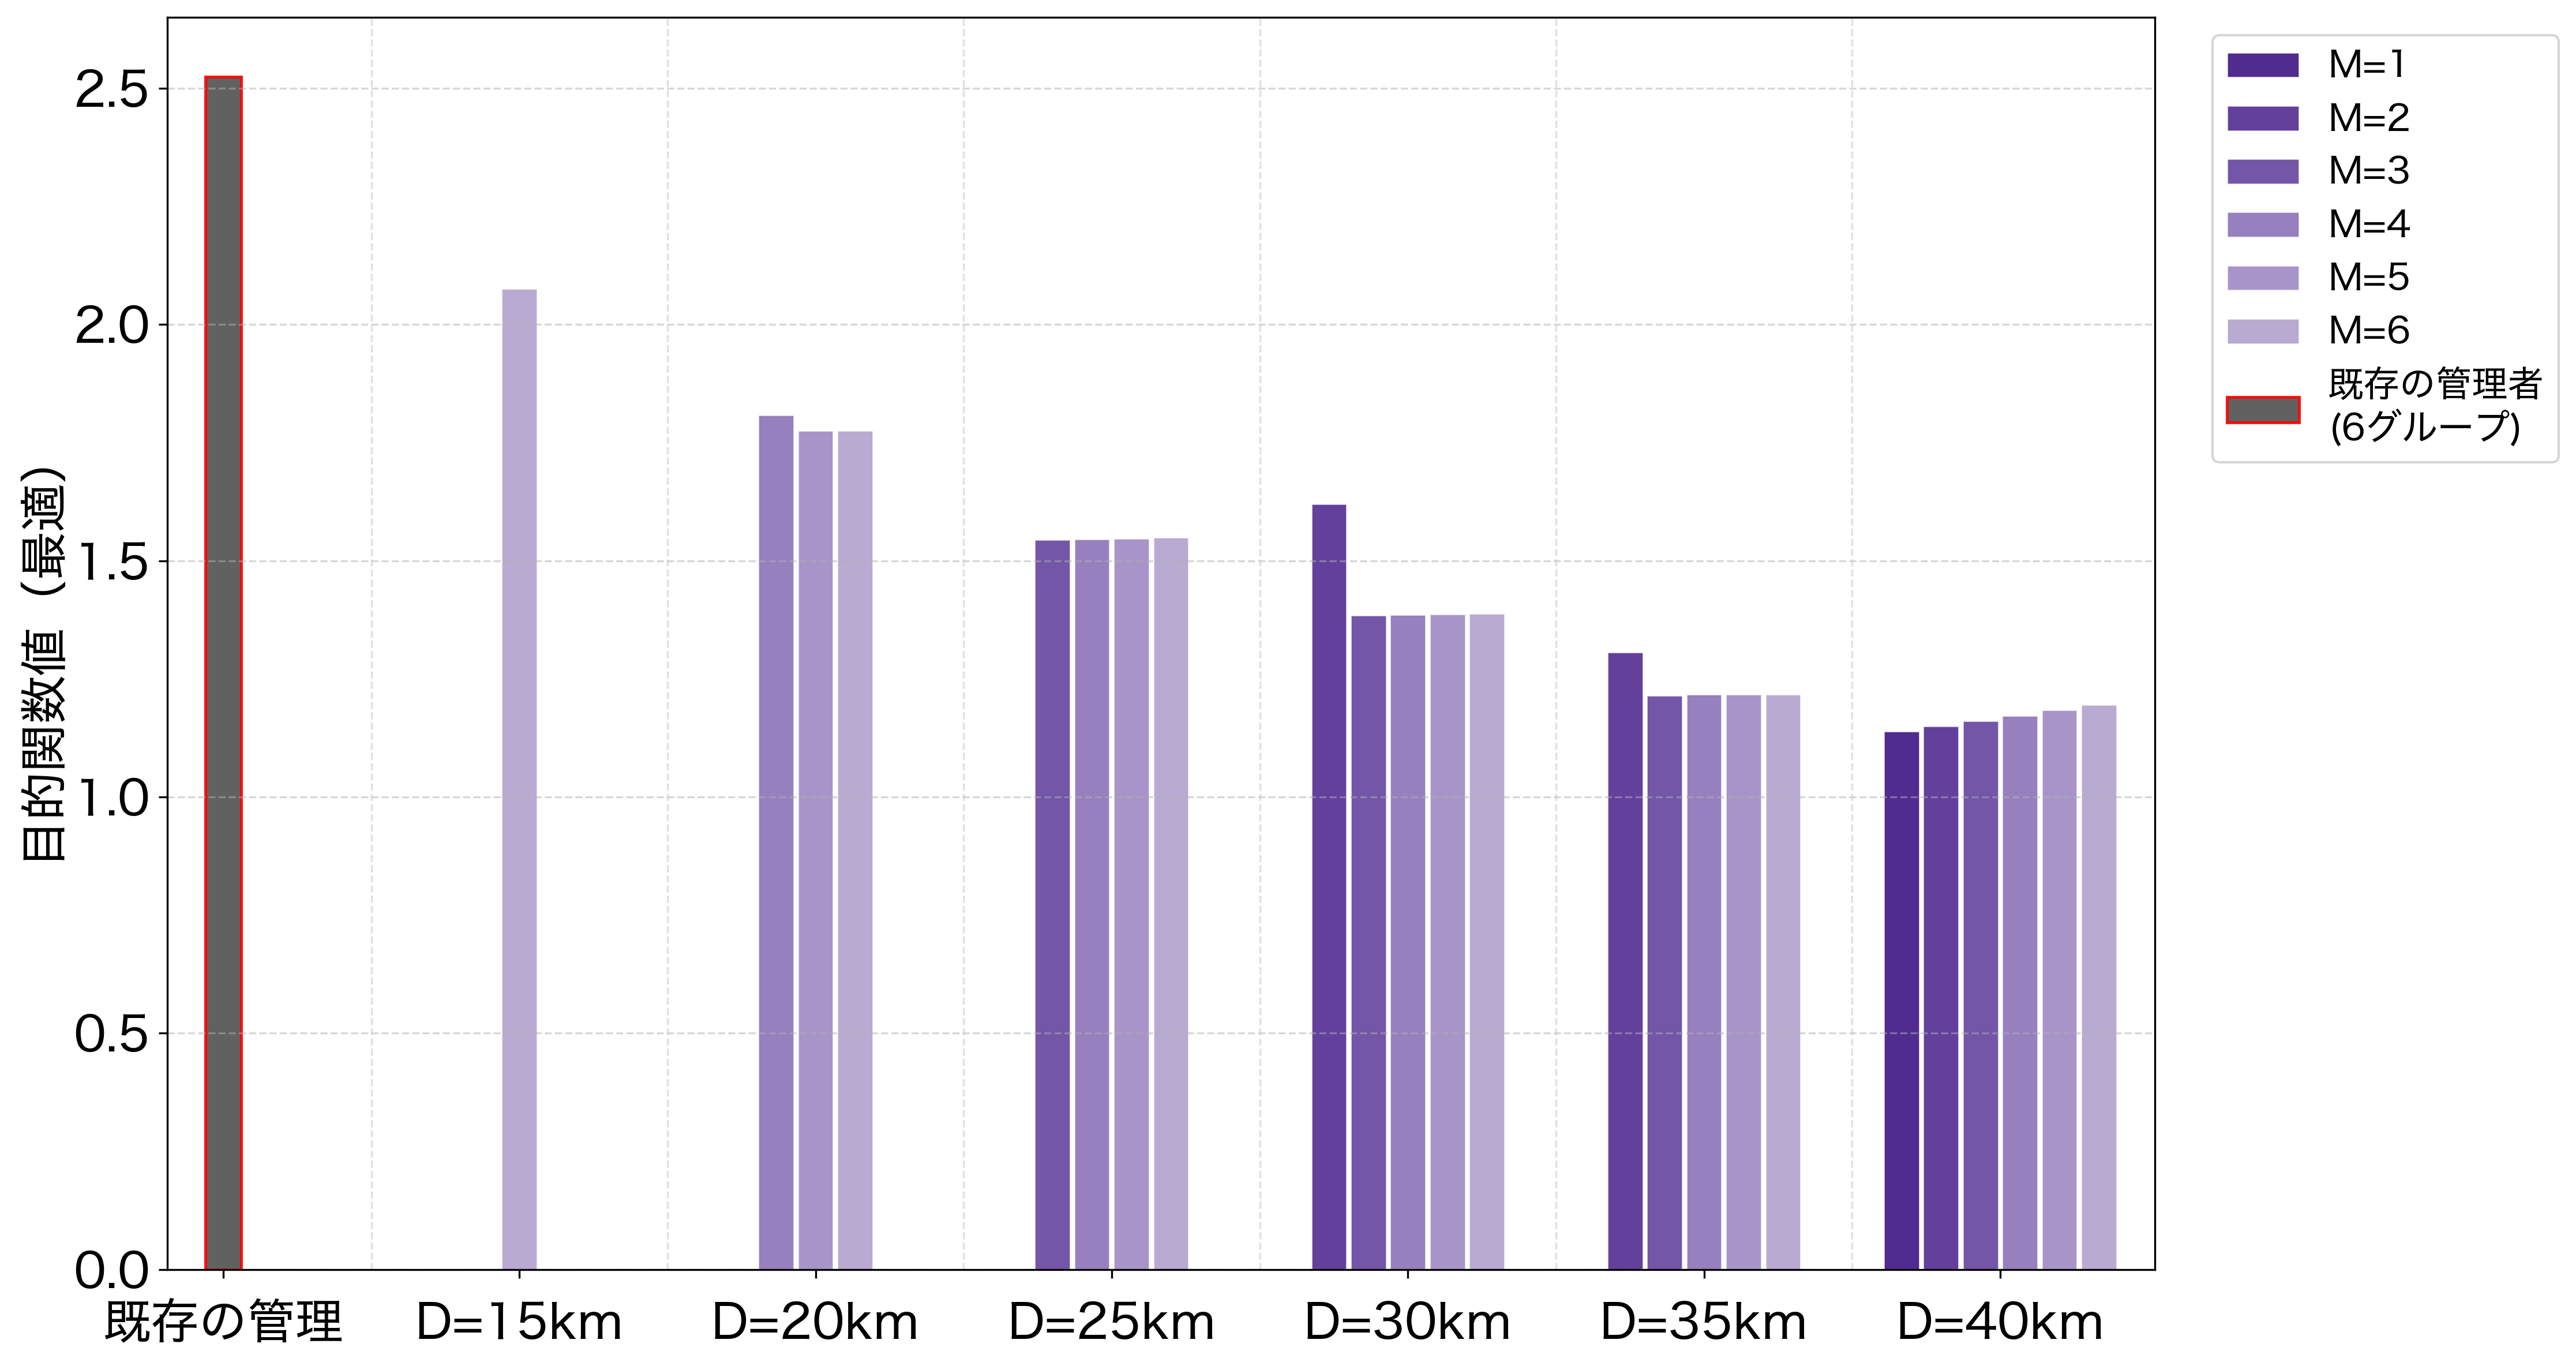 目的関数値（最適）
2.5
2.0
1.5
1.0
0.5
0.0
既存の管理
D=15km
D=20km
D=25km
D=30km
D=35km
D=40km
M=1
M=2
M=3
M=4
M=5
M=6
既存の管理者
(6グループ)